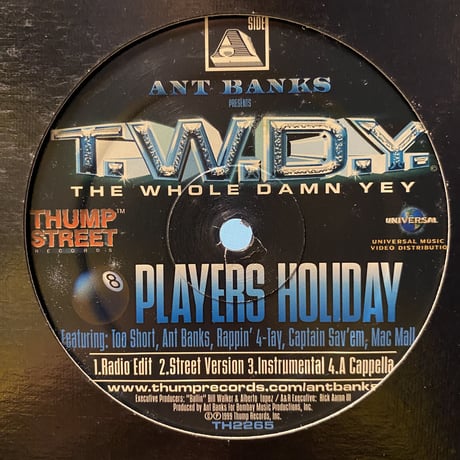 SIDE
ANT BANKS
PRESENTS
T.W.D.Y.
THE WHOLE DAMN YEY
THUMP™
STREET
RECORDS
UNIVERSAL
UNIVERSAL MUSIC
VIDEO DISTRIBUTIO
8
PLAYERS HOLIDAY
Featuring: Too Short, Ant Banks, Rappin' 4-Tay, Captain Sav'em, Mac Mall
1.Radio Edit 2.Street Version 3.Instrumental 4.A Cappella
www.thumprecords.com/antbanks
Executive Producers: "Ballin" Bill Walker & Alberto Lopez / A&R Executive: Rick Aaron III
Produced by Ant Banks for Bombay Music Productions, Inc.
©℗ 1999 Thump Records, Inc.
TH2265